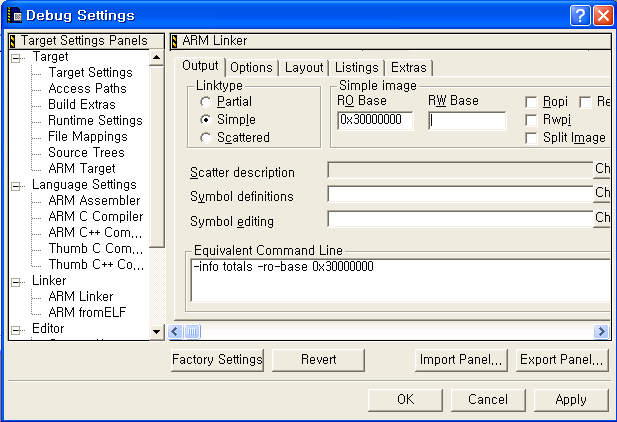 Debug Settings
Target Settings Panels
Target
Target Settings
Access Paths
Build Extras
Runtime Settings
File Mappings
Source Trees
ARM Target
Language Settings
ARM Assembler
ARM C Compiler
ARM C++ Com...
Thumb C Com...
Thumb C++ Co...
Linker
ARM Linker
ARM fromELF
Editor
ARM Linker
Output Options Layout Listings Extras
Linktype
Partial
Simple
Scattered
Simple image
RO Base RW Base
0x30000000
Ropi Re
Rwpi
Split Image
Scatter description Ch
Symbol definitions Ch
Symbol editing Ch
Equivalent Command Line
-info totals -ro-base 0x30000000
Factory Settings Revert Import Panel... Export Panel...
OK Cancel Apply